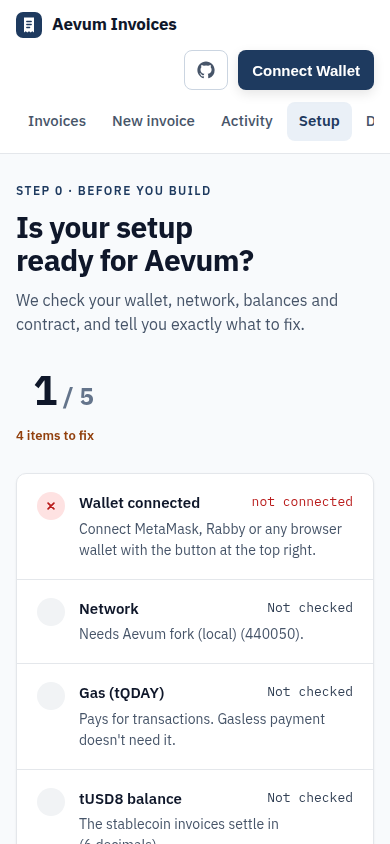 Aevum Invoices
Connect Wallet
Invoices New invoice Activity Setup D
STEP 0 · BEFORE YOU BUILD
Is your setup
ready for Aevum?
We check your wallet, network, balances and
contract, and tell you exactly what to fix.
1 / 5
4 items to fix
Wallet connected not connected
Connect MetaMask, Rabby or any browser
wallet with the button at the top right.
Network Not checked
Needs Aevum fork (local) (440050).
Gas (tQDAY) Not checked
Pays for transactions. Gasless payment
doesn't need it.
tUSD8 balance Not checked
The stablecoin invoices settle in
(6 decimals).